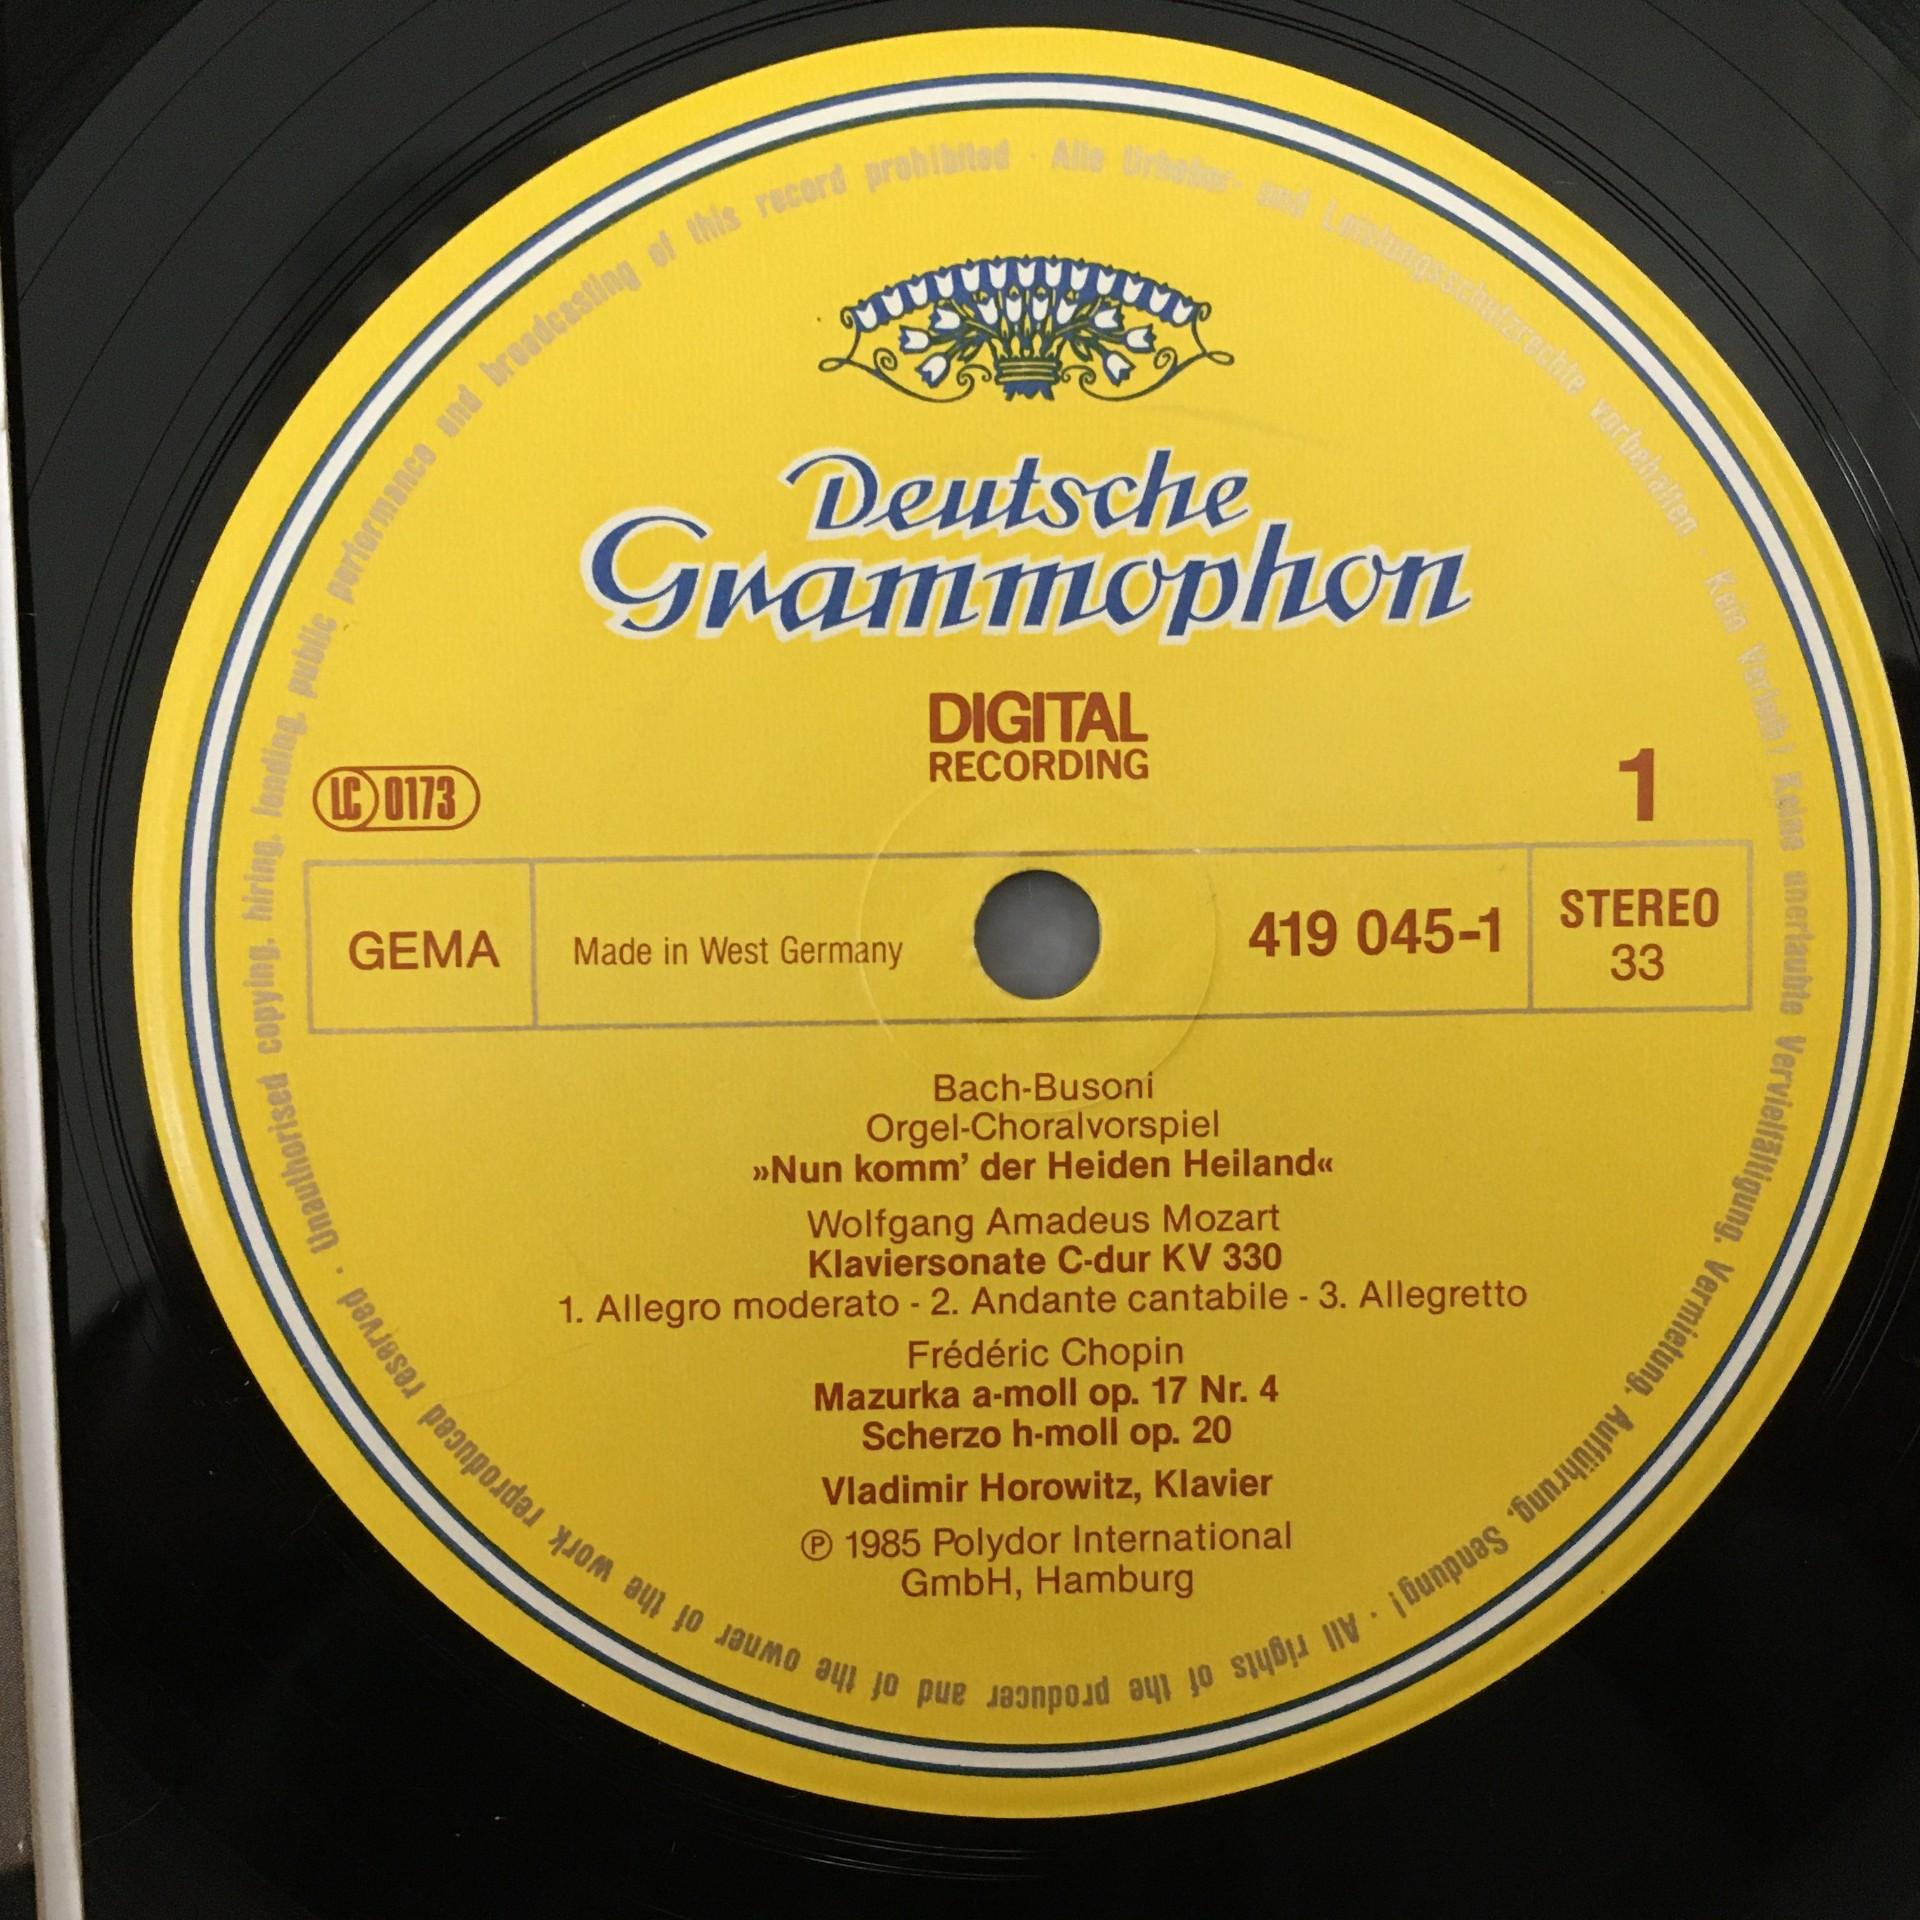 Deutsche
Grammophon
DIGITAL
RECORDING
LC 0173
1
GEMA
Made in West Germany
419 045-1
STEREO
33
Bach-Busoni
Orgel-Choralvorspiel
»Nun komm’ der Heiden Heiland«
Wolfgang Amadeus Mozart
Klaviersonate C-dur KV 330
1. Allegro moderato - 2. Andante cantabile - 3. Allegretto
Frédéric Chopin
Mazurka a-moll op. 17 Nr. 4
Scherzo h-moll op. 20
Vladimir Horowitz, Klavier
℗ 1985 Polydor International
GmbH, Hamburg
Alle Urheber- und Leistungsschutzrechte vorbehalten · Kein Verleih! Keine unerlaubte Vervielfältigung, Vermietung, Aufführung, Sendung! · All rights of the producer and of the owner of the work reproduced reserved · Unauthorised copying, hiring, lending, public performance and broadcasting of this record prohibited ·